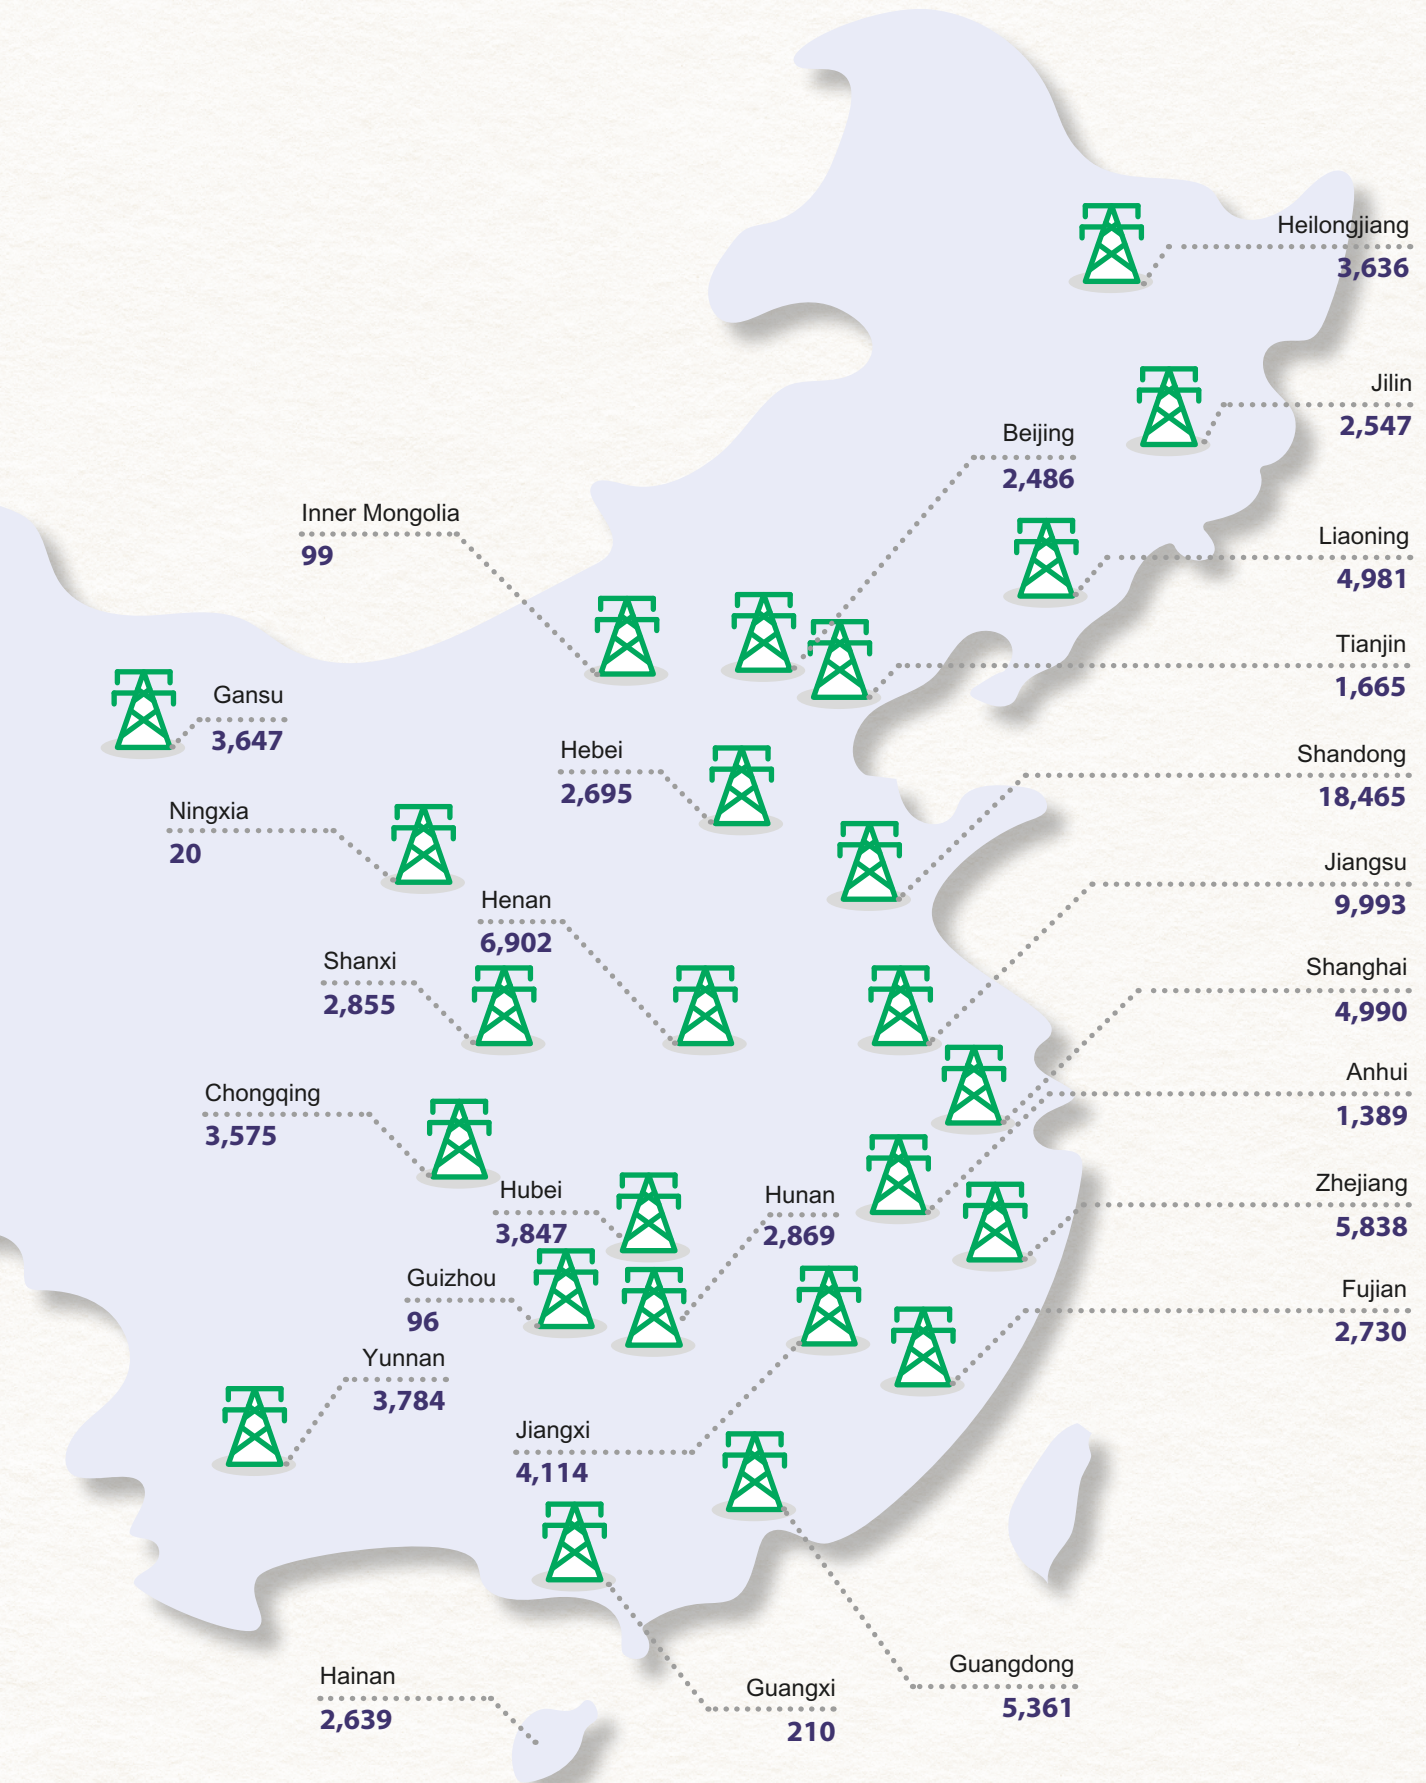 Heilongjiang
3,636
Jilin
2,547
Beijing
2,486
Inner Mongolia
99
Liaoning
4,981
Tianjin
1,665
Gansu
3,647
Hebei
2,695
Shandong
18,465
Ningxia
20
Jiangsu
9,993
Henan
6,902
Shanxi
2,855
Shanghai
4,990
Anhui
1,389
Chongqing
3,575
Zhejiang
5,838
Hubei
3,847
Hunan
2,869
Guizhou
96
Fujian
2,730
Yunnan
3,784
Jiangxi
4,114
Guangdong
5,361
Hainan
2,639
Guangxi
210